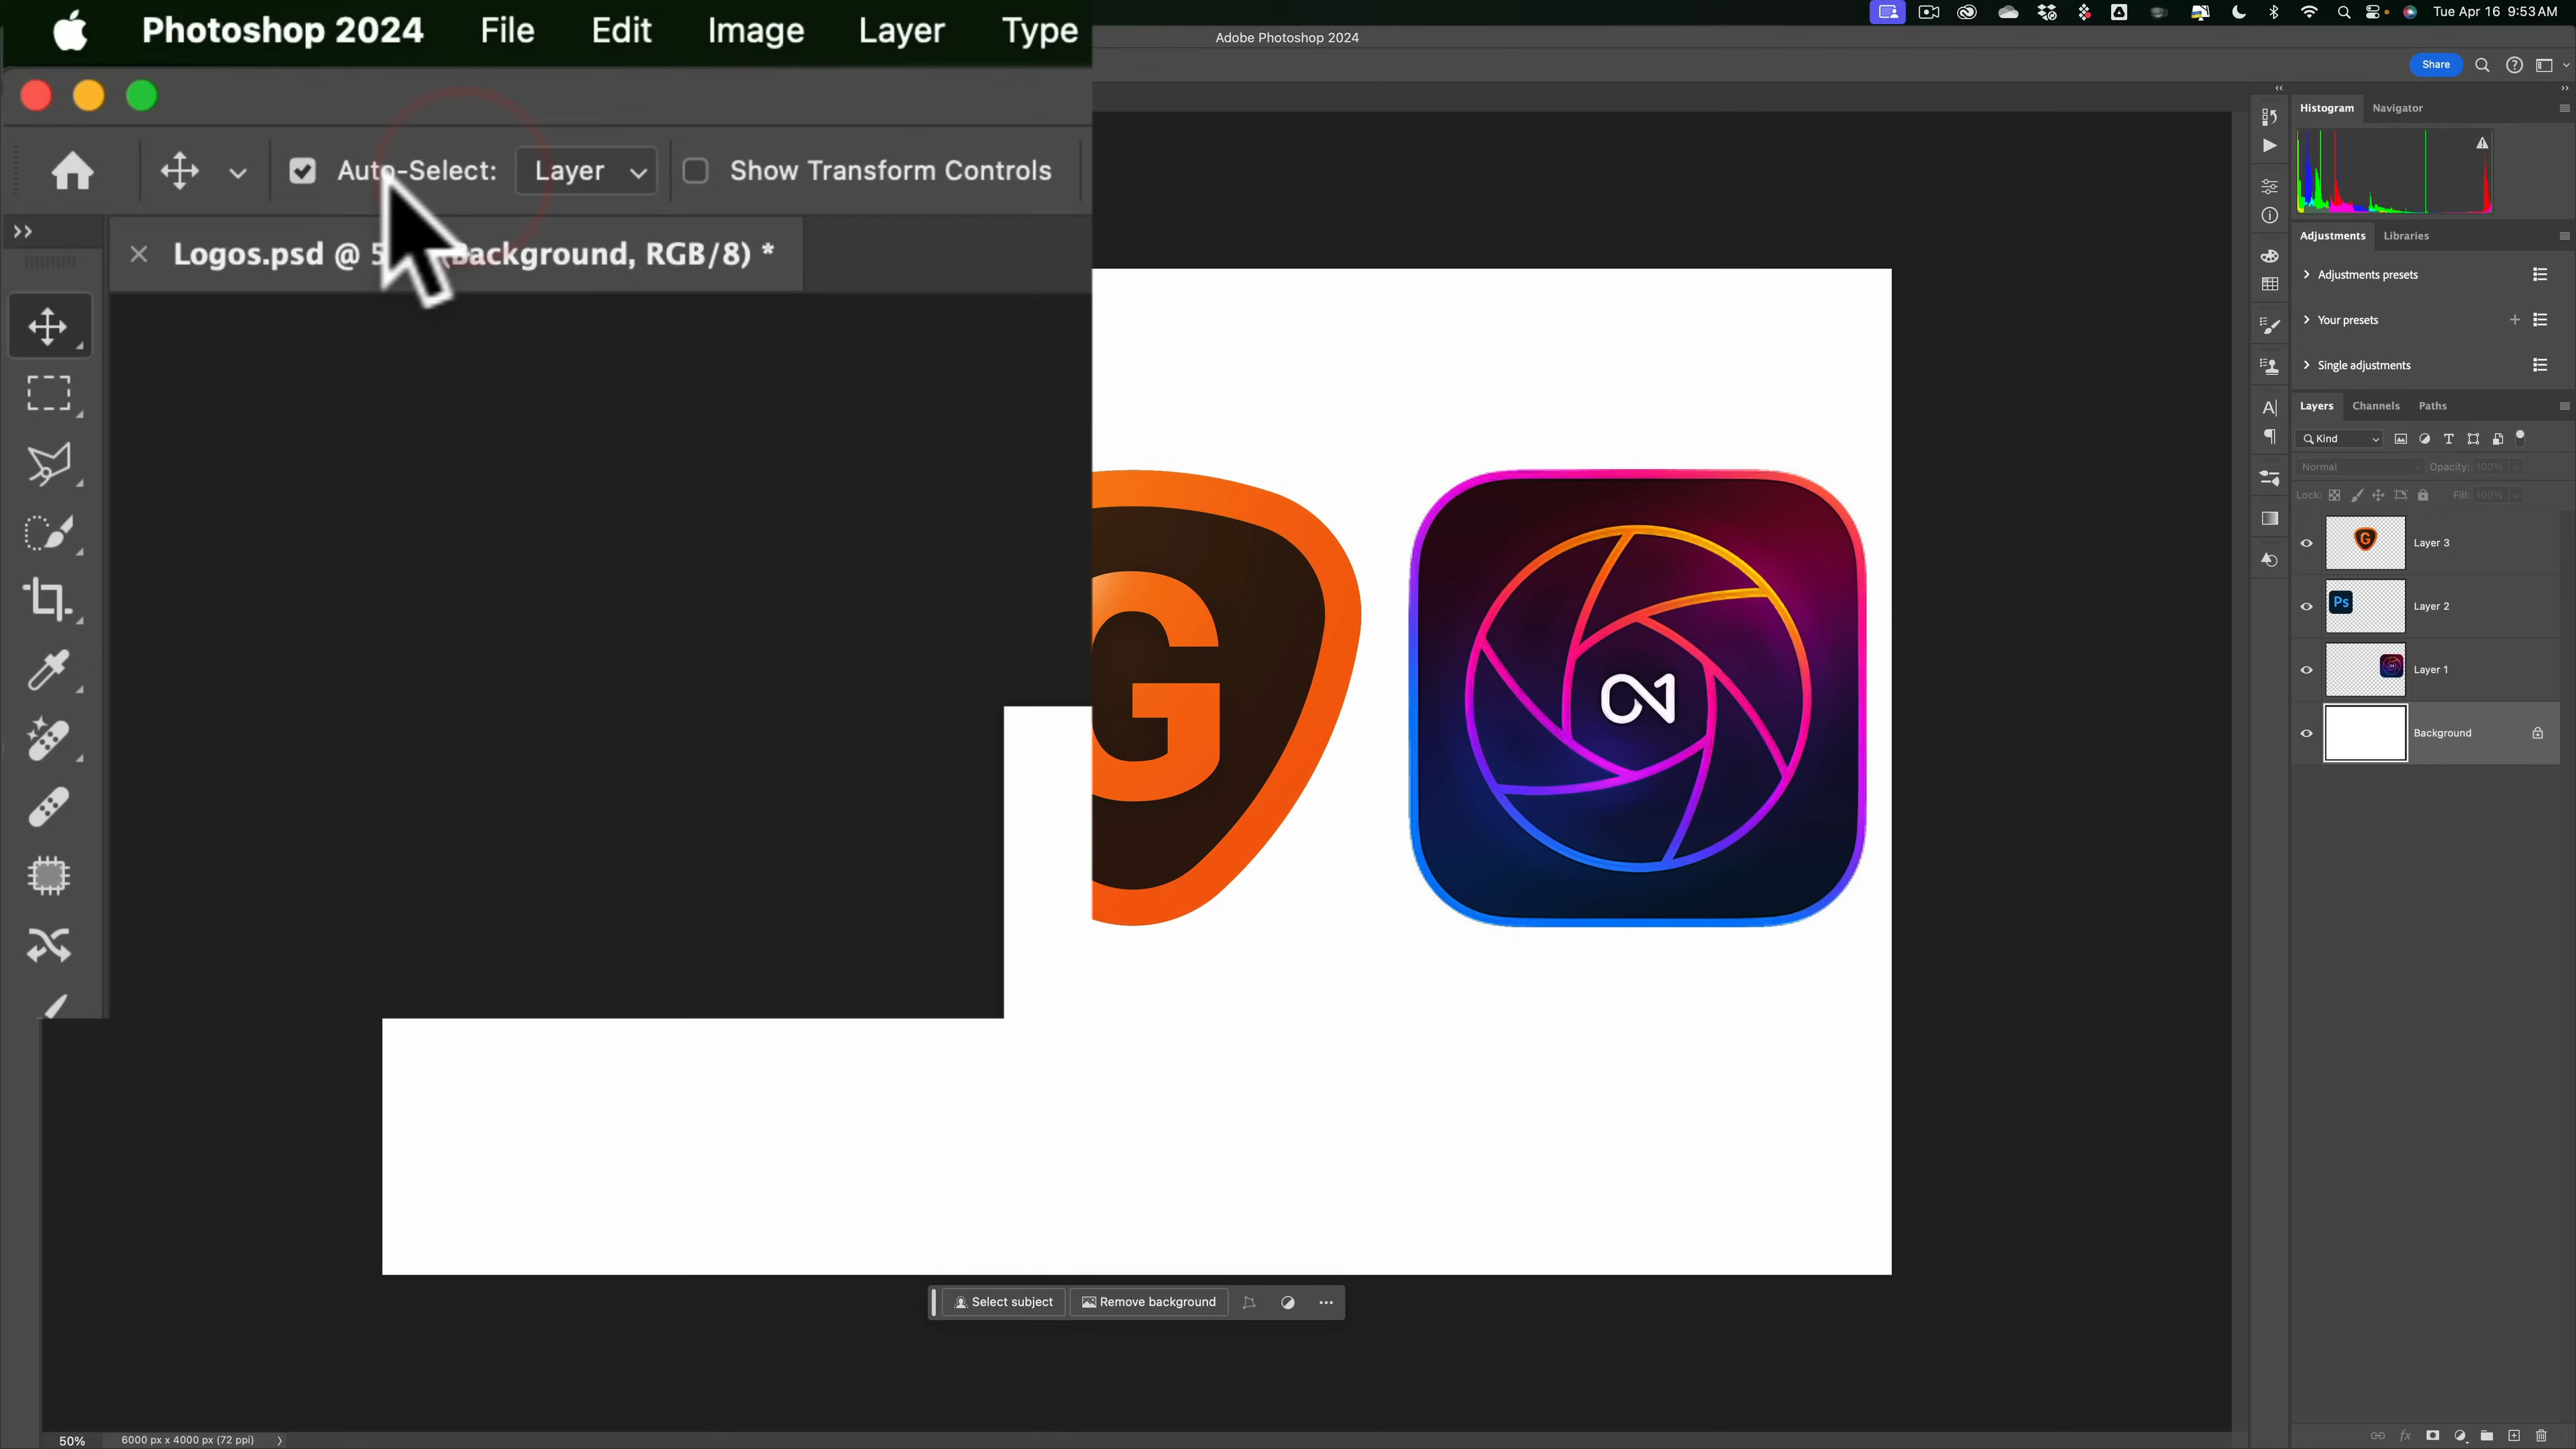 Photoshop 2024 File Edit Image Layer Type
Tue Apr 16 9:53 AM
Adobe Photoshop 2024
Share
Auto-Select: Layer Show Transform Controls
Logos.psd @ 5 Background, RGB/8) *
Histogram Navigator
Adjustments Libraries
Adjustments presets
Your presets
Single adjustments
Layers Channels Paths
Kind
Normal Opacity: 100%
Lock: Fill: 100%
G Layer 3
Ps Layer 2
Layer 1
Background
G
ON1
Select subject Remove background
50% 6000 px x 4000 px (72 ppi)
fx